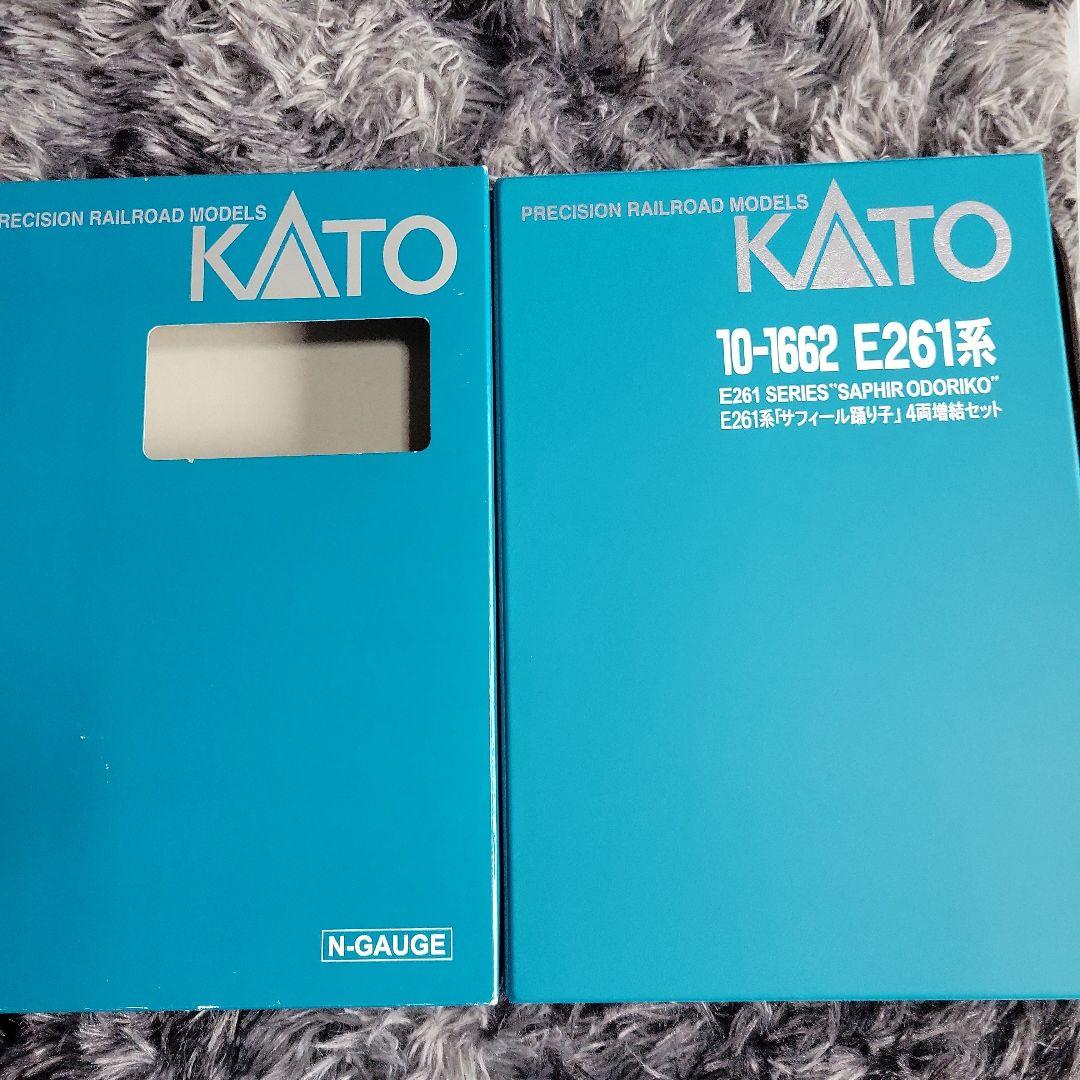 RECISION RAILROAD MODELS
KATO
N-GAUGE
PRECISION RAILROAD MODELS
KATO
10-1662 E261系
E261 SERIES "SAPHIR ODORIKO"
E261系「サフィール踊り子」 4両増結セット